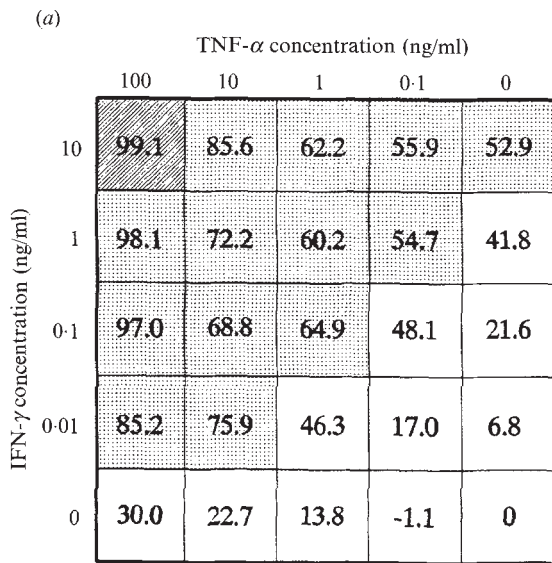 (a)
TNF-α concentration (ng/ml)
100 10 1 0·1 0
IFN-γ concentration (ng/ml)
10 99.1 85.6 62.2 55.9 52.9
1 98.1 72.2 60.2 54.7 41.8
0·1 97.0 68.8 64.9 48.1 21.6
0·01 85.2 75.9 46.3 17.0 6.8
0 30.0 22.7 13.8 -1.1 0